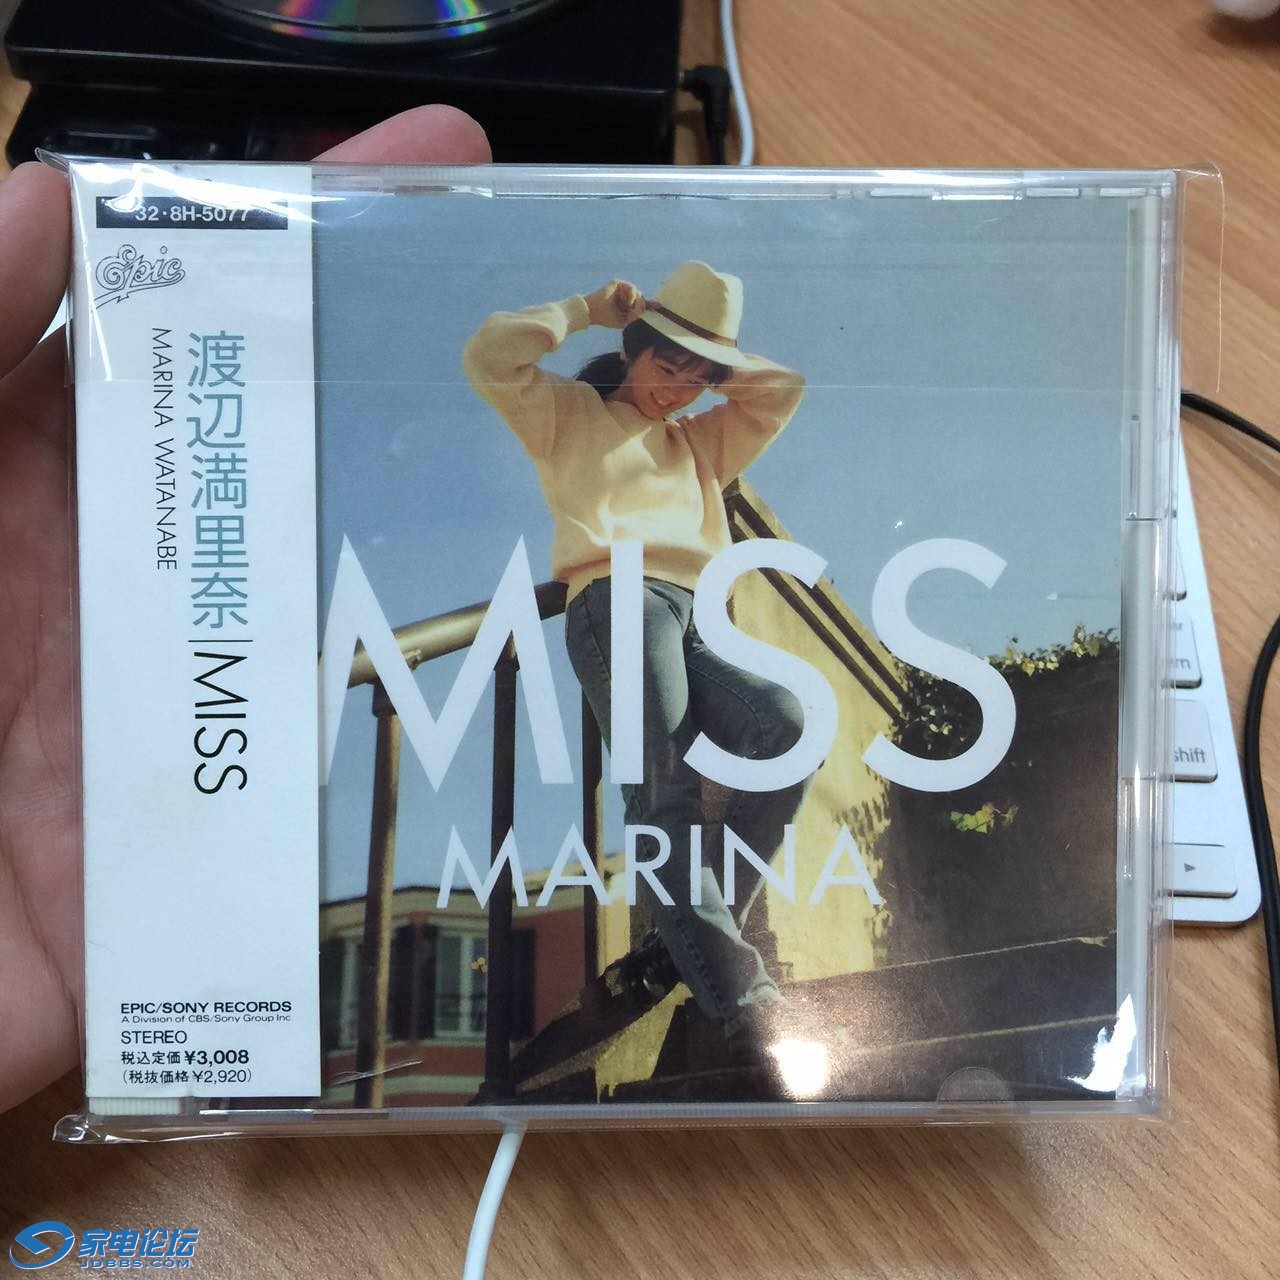 32・8H-5077
Epic
渡辺満里奈|MISS
MARINA WATANABE
EPIC/SONY RECORDS
A Division of CBS/Sony Group Inc
STEREO
税込定価¥3,008
(税抜価格¥2,920)
MISS
MARINA
shift
家电论坛
JDBBS.COM